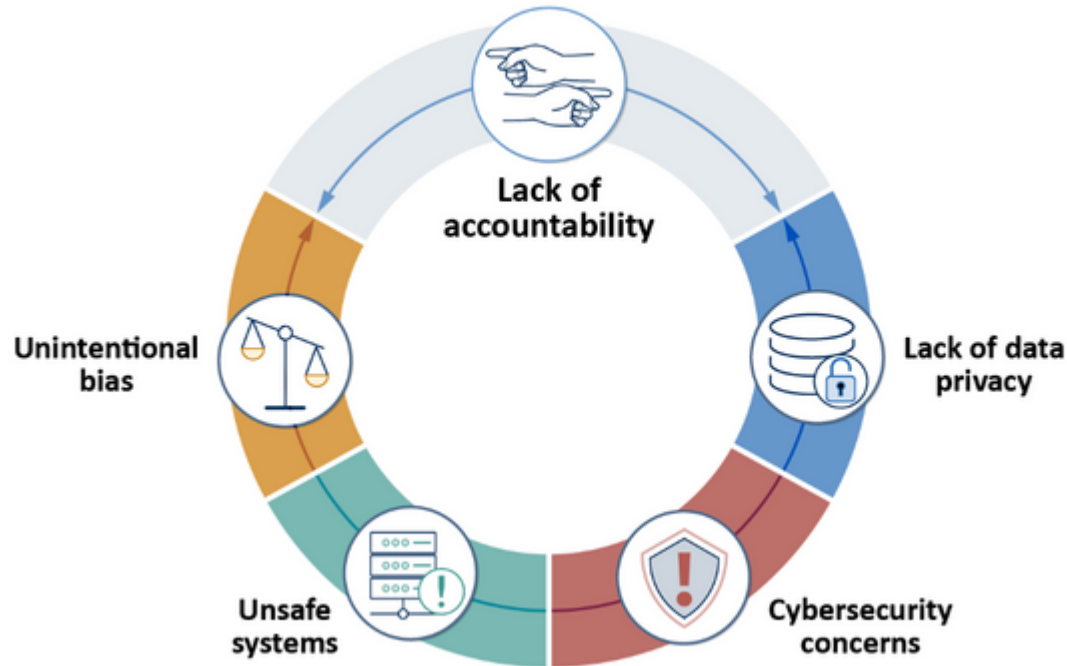 Lack of
accountability
Unintentional
bias
Lack of data
privacy
Unsafe
systems
Cybersecurity
concerns